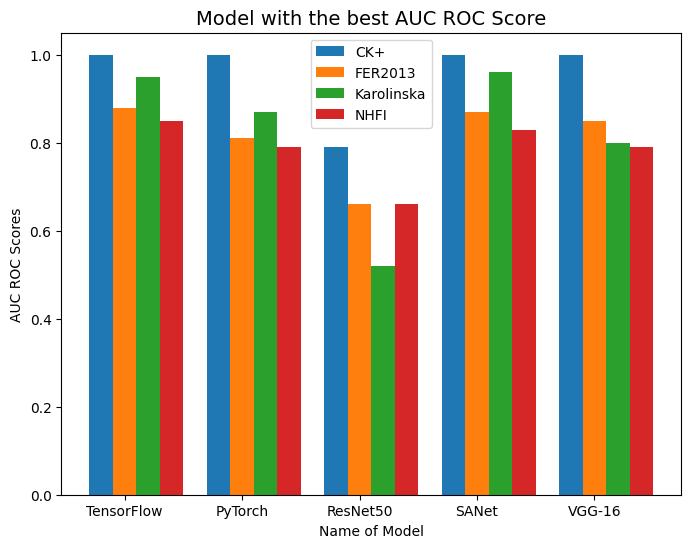 Model with the best AUC ROC Score
CK+
FER2013
Karolinska
NHFI
AUC ROC Scores
1.0
0.8
0.6
0.4
0.2
0.0
TensorFlow PyTorch ResNet50 SANet VGG-16
Name of Model